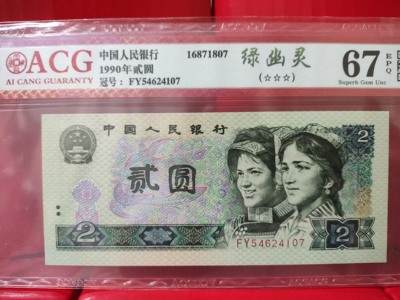 ACG
AI CANG GUARANTY
中国人民银行
1990年贰圆
冠号：FY54624107
16871807
绿幽灵
(☆☆☆)
67 EPQ
Superb Gem Unc
中国人民银行
2
贰圆
FY54624107
2
2